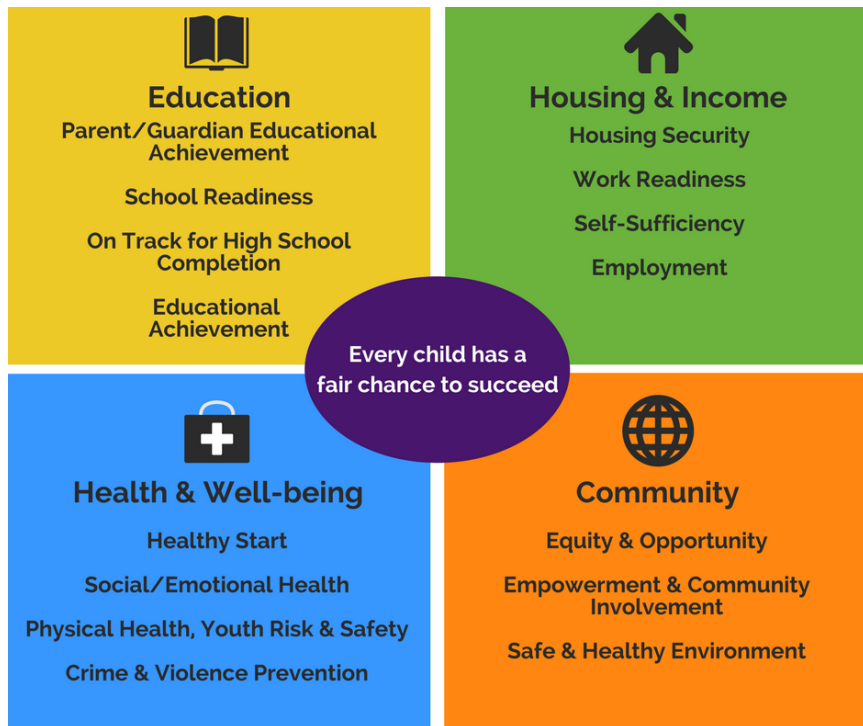 Education
Parent/Guardian Educational
Achievement
School Readiness
On Track for High School
Completion
Educational
Achievement
Housing & Income
Housing Security
Work Readiness
Self-Sufficiency
Employment
Every child has a
fair chance to succeed
Health & Well-being
Healthy Start
Social/Emotional Health
Physical Health, Youth Risk & Safety
Crime & Violence Prevention
Community
Equity & Opportunity
Empowerment & Community
Involvement
Safe & Healthy Environment